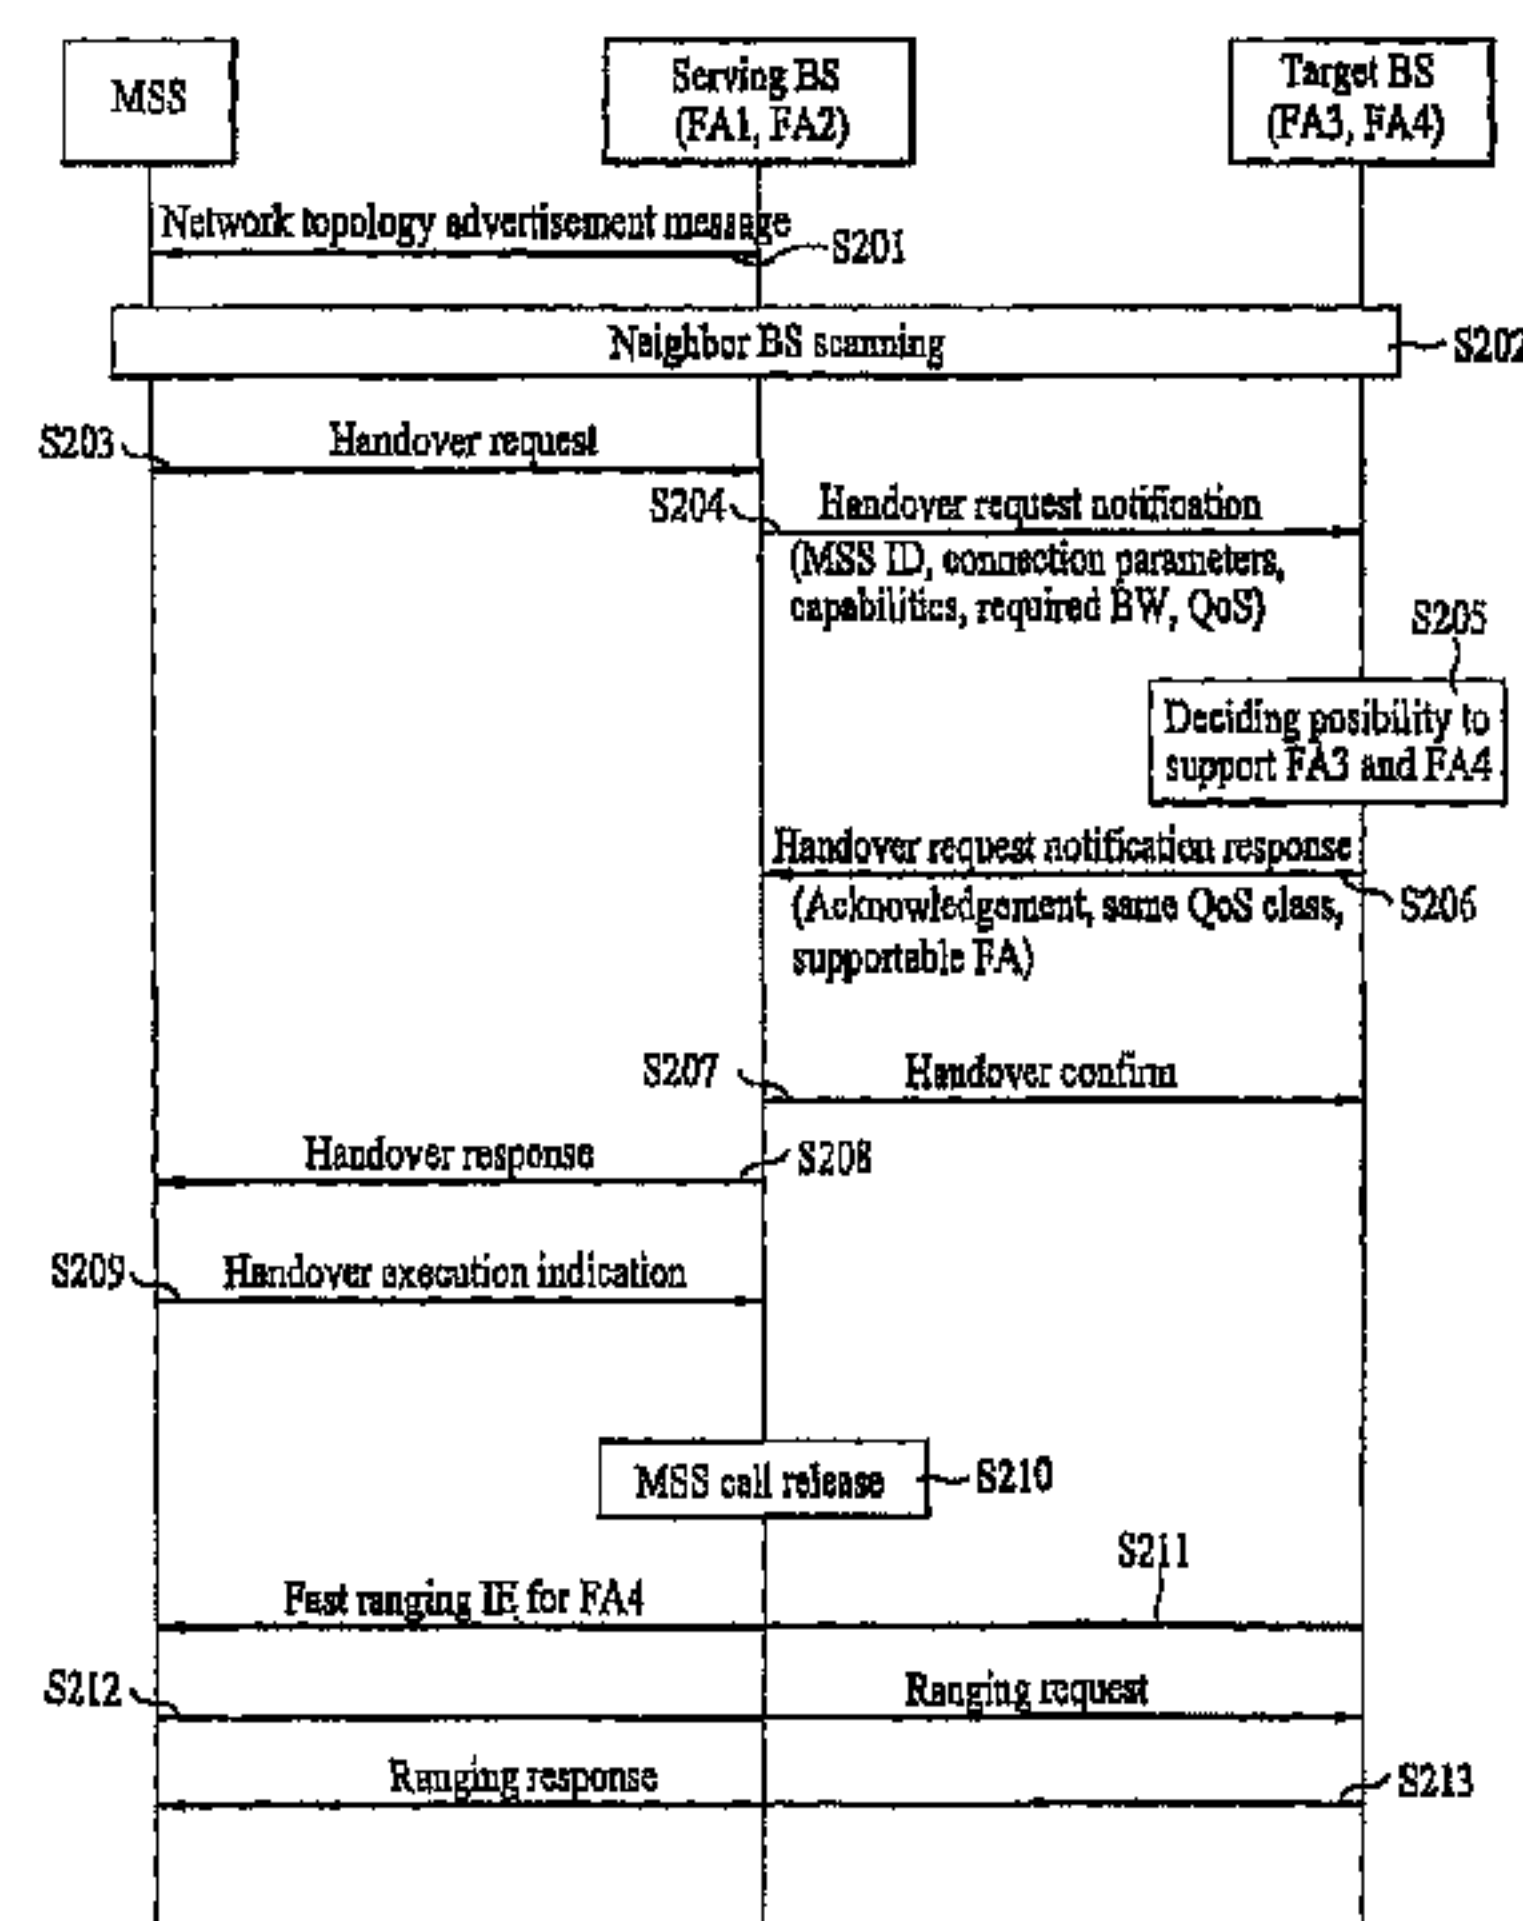 MSS
Serving BS
(FA1, FA2)
Target BS
(FA3, FA4)
Network topology advertisement message
S201
Neighbor BS scanning
S202
S203
Handover request
S204
Handover request notification
(MSS ID, connection parameters,
capabilities, required BW, QoS)
S205
Deciding posibility to
support FA3 and FA4
Handover request notification response
S206
(Acknowledgement, same QoS class,
supportable FA)
S207
Handover confirm
Handover response
S208
S209
Handover execution indication
MSS call release
S210
S211
Fast ranging IE for FA4
S212
Ranging request
Ranging response
S213